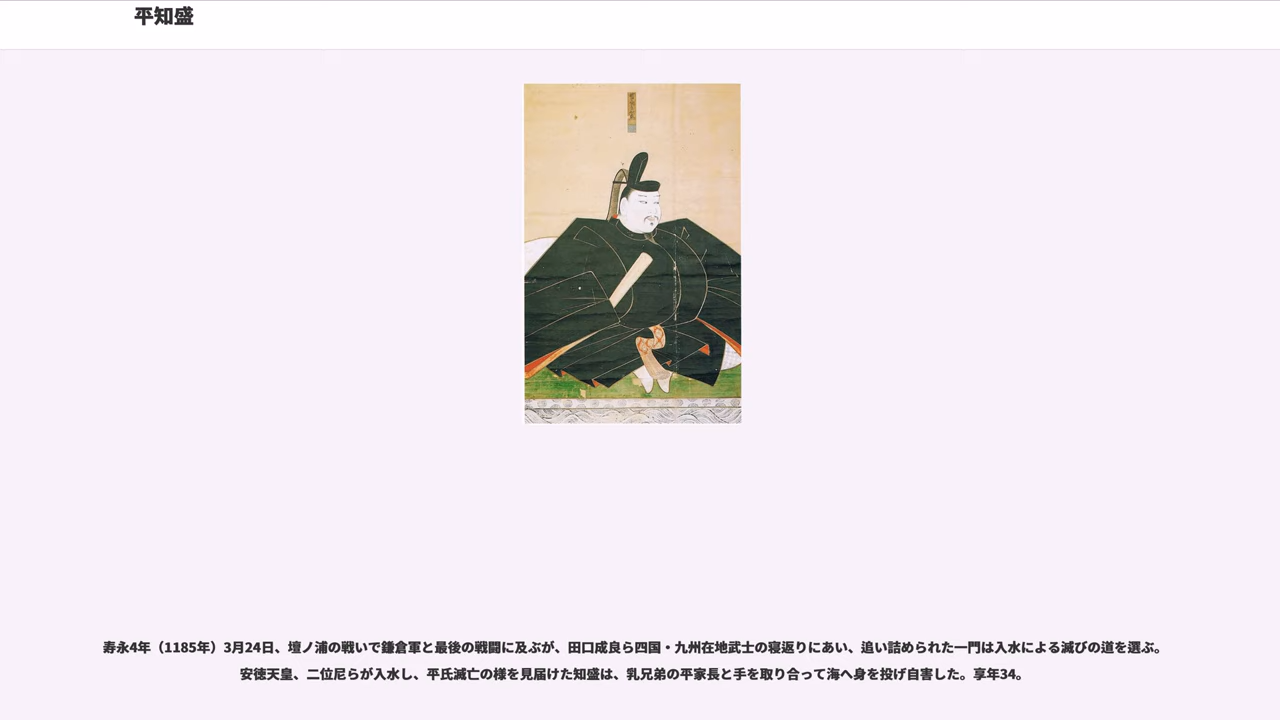 平知盛
寿永4年（1185年）3月24日、壇ノ浦の戦いで鎌倉軍と最後の戦闘に及ぶが、田口成良ら四国・九州在地武士の寝返りにあい、追い詰められた一門は入水による滅びの道を選ぶ。
安徳天皇、二位尼らが入水し、平氏滅亡の様を見届けた知盛は、乳兄弟の平家長と手を取り合って海へ身を投げ自害した。享年34。